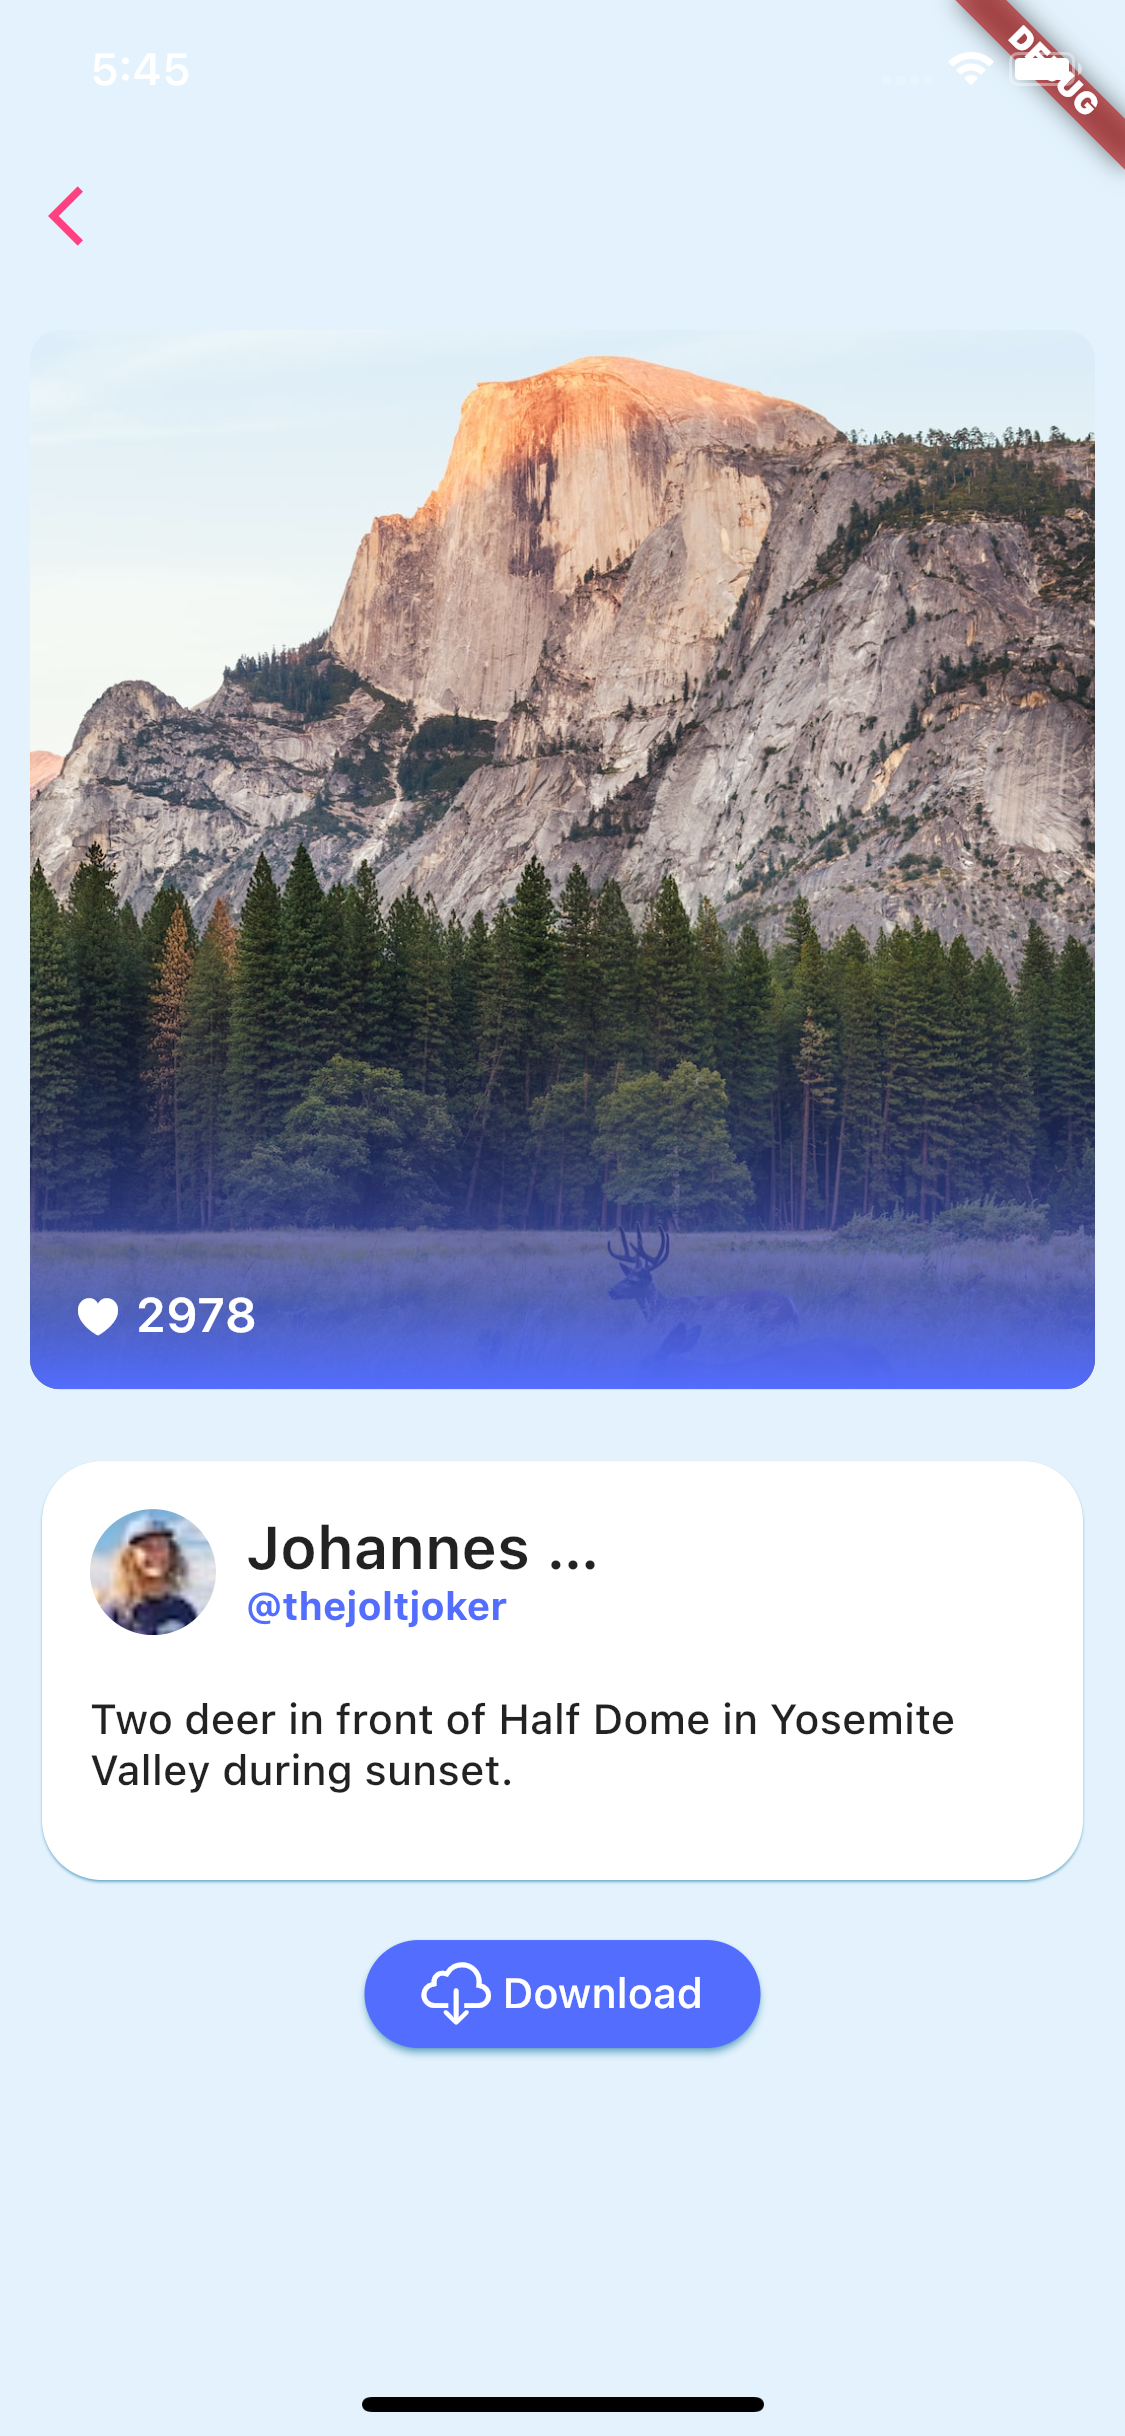 5:45
DEBUG
2978
Johannes ...
@thejoltjoker
Two deer in front of Half Dome in Yosemite
Valley during sunset.
Download